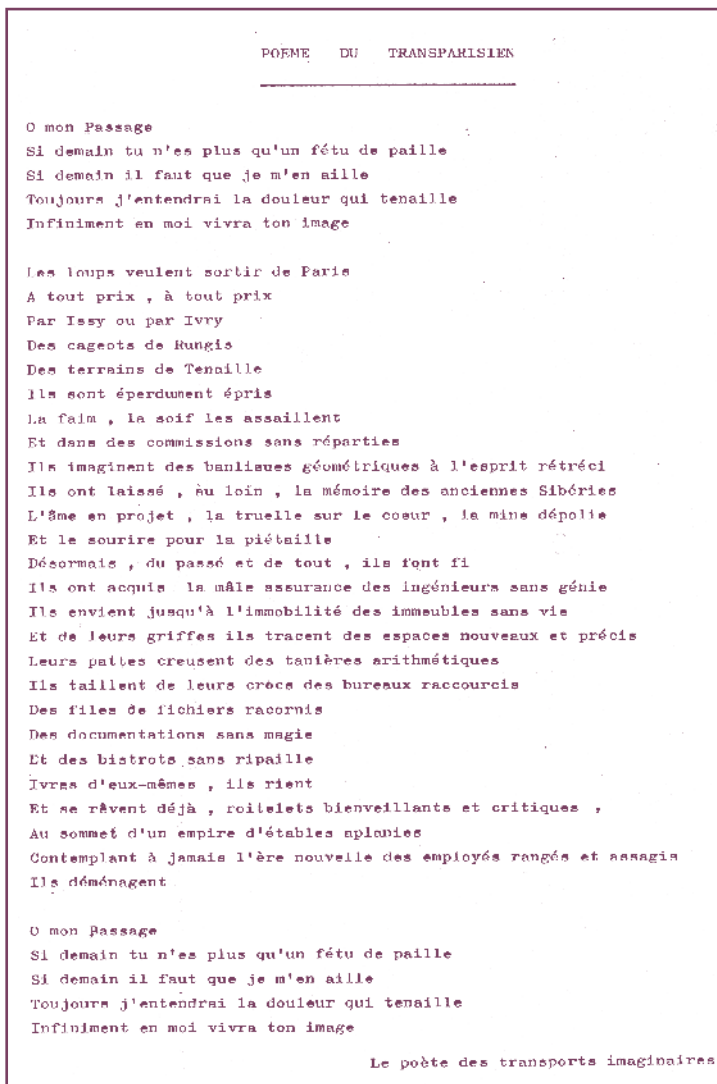 POEME DU TRANSPARISIEN
O mon Passage
Si demain tu n'es plus qu'un fétu de paille
Si demain il faut que je m'en aille
Toujours j'entendrai la douleur qui tenaille
Infiniment en moi vivra ton image
Les loups veulent sortir de Paris
A tout prix , à tout prix
Par Issy ou par Ivry
Des cageots de Rungis
Des terrains de Tenaille
Ils sont éperdument épris
La faim , la soif les assaillent
Et dans des commissions sans réparties
Ils imaginent des banlieues géométriques à l'esprit rétréci
Ils ont laissé , au loin , la mémoire des anciennes Sibéries
L'âme en projet , la truelle sur le coeur , la mine dépolie
Et le sourire pour la piétaille
Désormais , du passé et de tout , ils font fi
Ils ont acquis la mâle assurance des ingénieurs sans génie
Ils envient jusqu'à l'immobilité des immeubles sans vie
Et de leurs griffes ils tracent des espaces nouveaux et précis
Leurs pattes creusent des tanières arithmétiques
Ils taillent de leurs crocs des bureaux raccourcis
Des files de fichiers racornis
Des documentations sans magie
Et des bistrots sans ripaille
Ivres d'eux-mêmes , ils rient
Et se rêvent déjà , roitelets bienveillants et critiques ,
Au sommet d'un empire d'étables aplanies
Contemplant à jamais l'ère nouvelle des employés rangés et assagis
Ils déménagent
O mon Passage
Si demain tu n'es plus qu'un fétu de paille
Si demain il faut que je m'en aille
Toujours j'entendrai la douleur qui tenaille
Infiniment en moi vivra ton image
Le poète des transports imaginaires